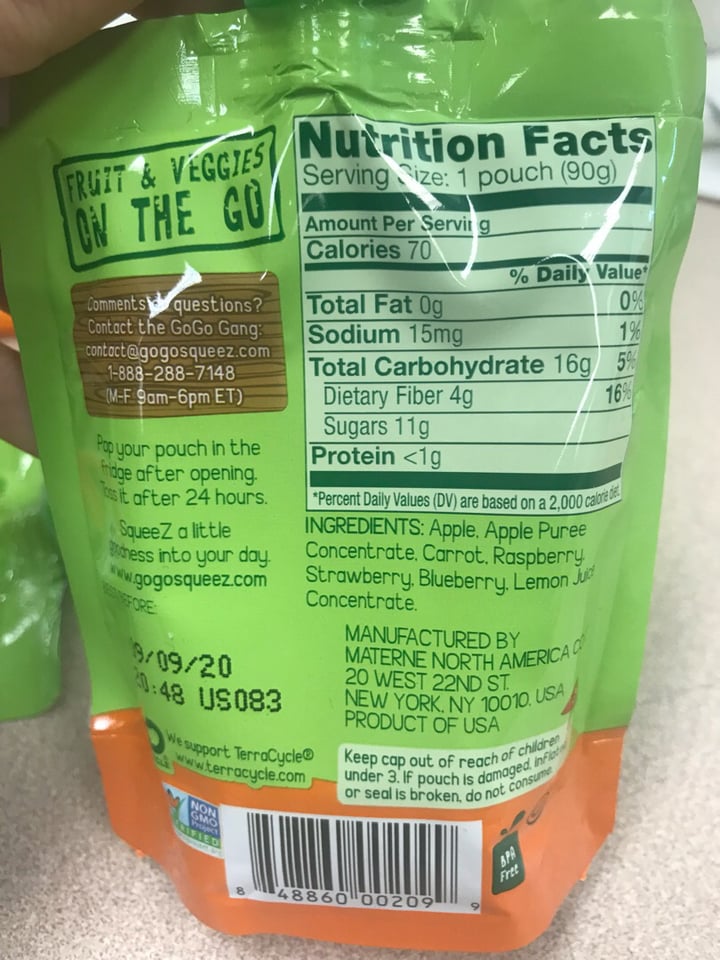 FRUIT & VEGGIES
ON THE GO
Comments questions?
Contact the GoGo Gang:
contact@gogosqueez.com
1-888-288-7148
(M-F 9am-6pm ET)
Pop your pouch in the
fridge after opening.
Toss it after 24 hours.
SqueeZ a little
goodness into your day.
www.gogosqueez.com
BEFORE:
9/09/20
:48 US083
We support TerraCycle®
www.terracycle.com
NON
GMO
Project
VERIFIED
Nutrition Facts
Serving Size: 1 pouch (90g)
Amount Per Serving
Calories 70
% Daily Value*
Total Fat 0g 0%
Sodium 15mg 1%
Total Carbohydrate 16g 5%
Dietary Fiber 4g 16%
Sugars 11g
Protein <1g
*Percent Daily Values (DV) are based on a 2,000 calorie diet.
INGREDIENTS: Apple, Apple Puree
Concentrate, Carrot, Raspberry,
Strawberry, Blueberry, Lemon Juice
Concentrate.
MANUFACTURED BY
MATERNE NORTH AMERICA CO
20 WEST 22ND ST.
NEW YORK, NY 10010, USA
PRODUCT OF USA
Keep cap out of reach of children
under 3. If pouch is damaged, inflated
or seal is broken, do not consume.
8 48860 00209 9
BPA
Free